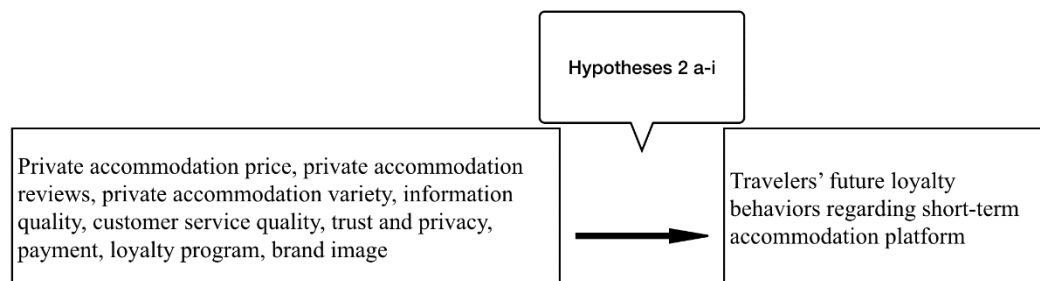 Hypotheses 2 a-i
Private accommodation price, private accommodation
reviews, private accommodation variety, information
quality, customer service quality, trust and privacy,
payment, loyalty program, brand image
Travelers’ future loyalty
behaviors regarding short-term
accommodation platform